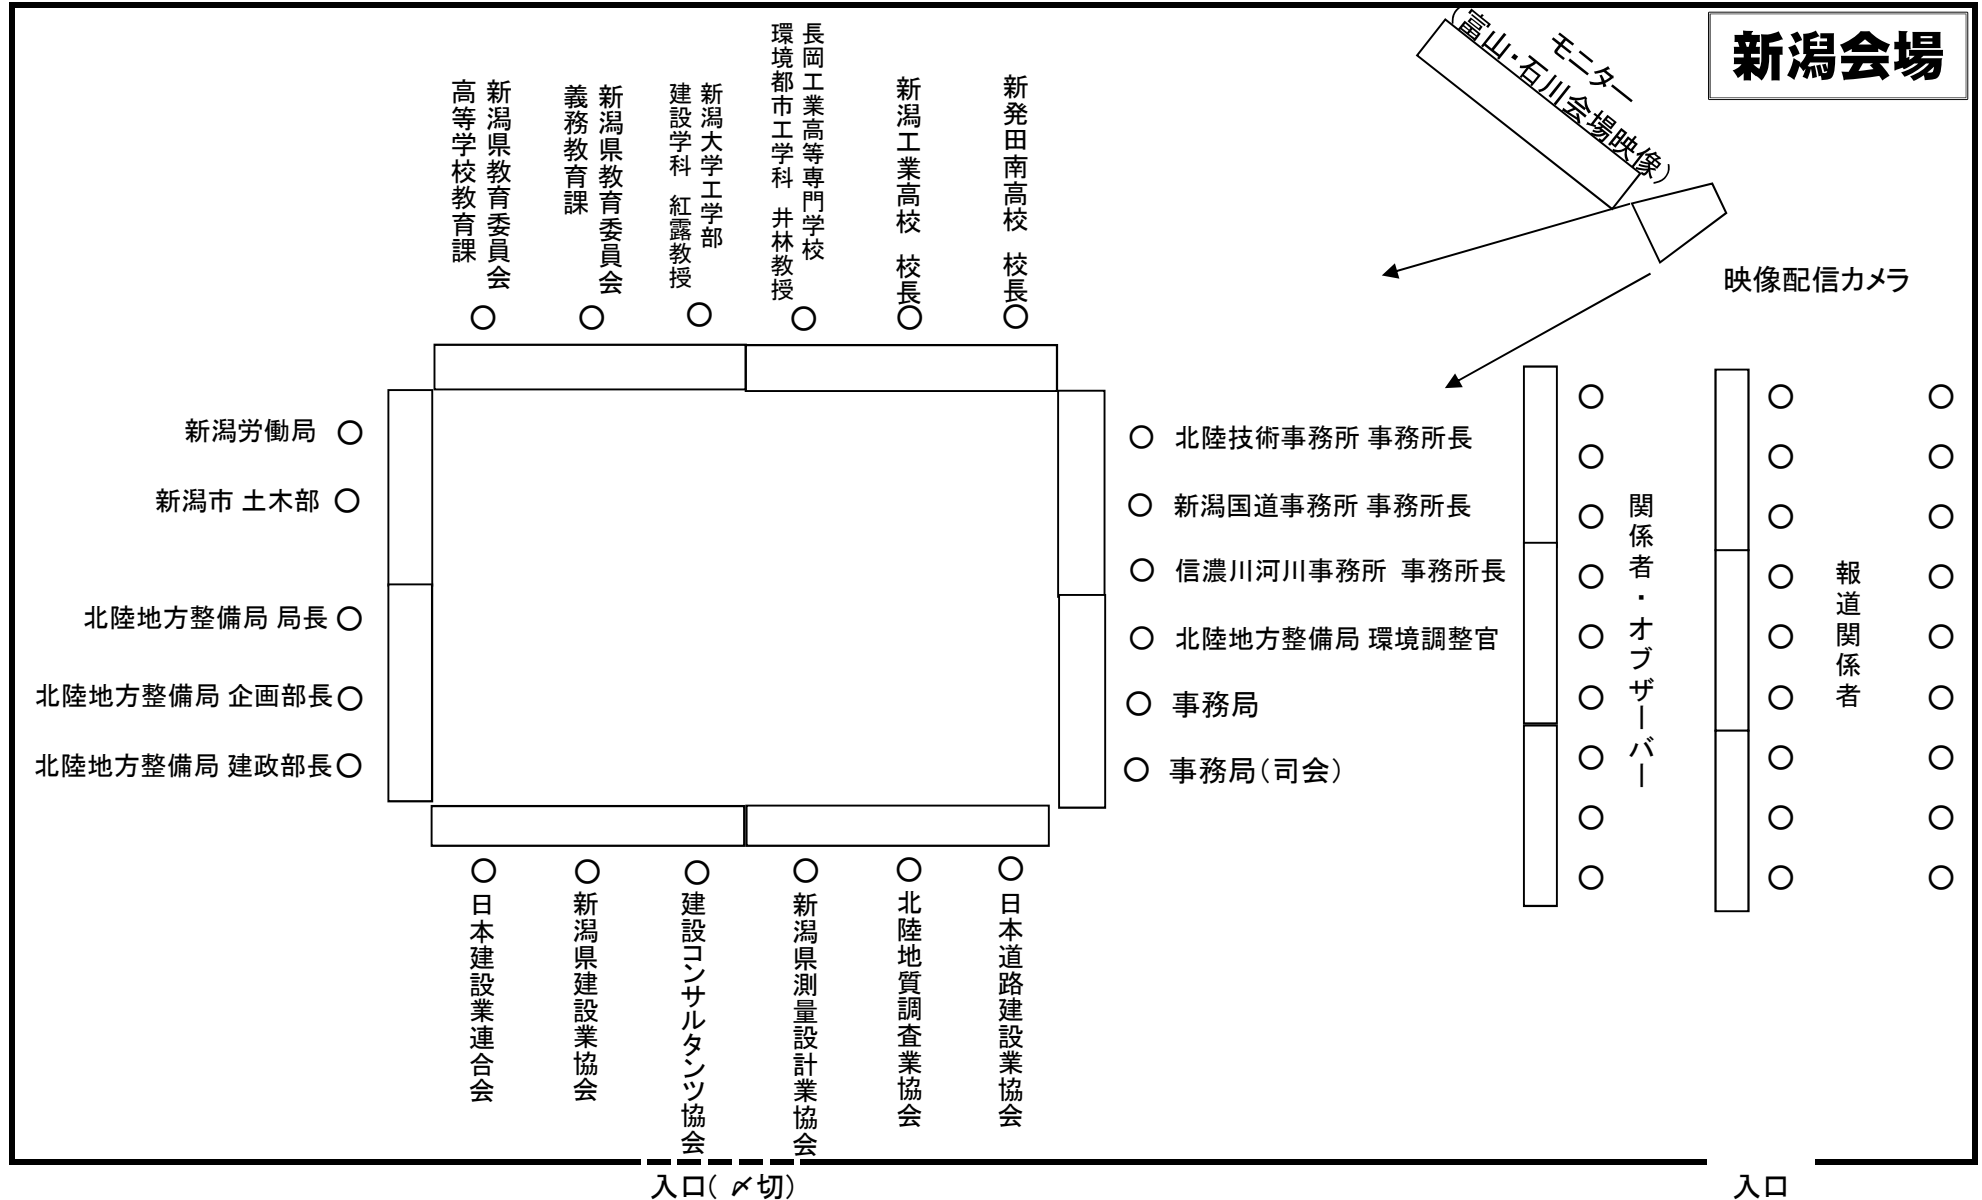 新潟会場
モニター
（富山・石川会場映像）
映像配信カメラ
新潟県教育委員会
高等学校教育課
新潟県教育委員会
義務教育課
新潟大学工学部
建設学科 紅露教授
長岡工業高等専門学校
環境都市工学科 井林教授
新潟工業高校 校長
新発田南高校 校長
新潟労働局
新潟市 土木部
北陸地方整備局 局長
北陸地方整備局 企画部長
北陸地方整備局 建政部長
北陸技術事務所 事務所長
新潟国道事務所 事務所長
信濃川河川事務所 事務所長
北陸地方整備局 環境調整官
事務局
事務局（司会）
関係者・オブザーバー
報道関係者
日本建設業連合会
新潟県建設業協会
建設コンサルタンツ協会
新潟県測量設計業協会
北陸地質調査業協会
日本道路建設業協会
入口（〆切）
入口